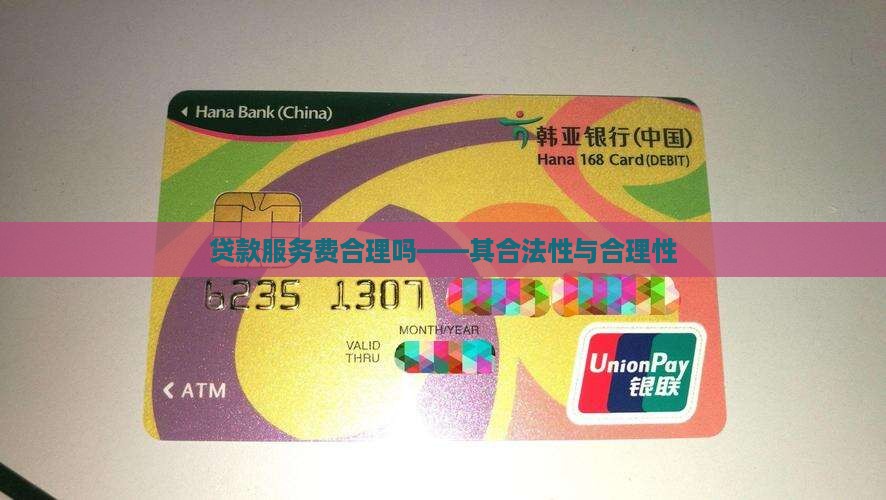 Hana Bank (China)
韩亚银行(中国)
Hana 168 Card(DEBIT)
贷款服务费合理吗——其合法性与合理性
6235 1307
MONTH/YEAR
VALID
THRU
ATM
UnionPay
银联